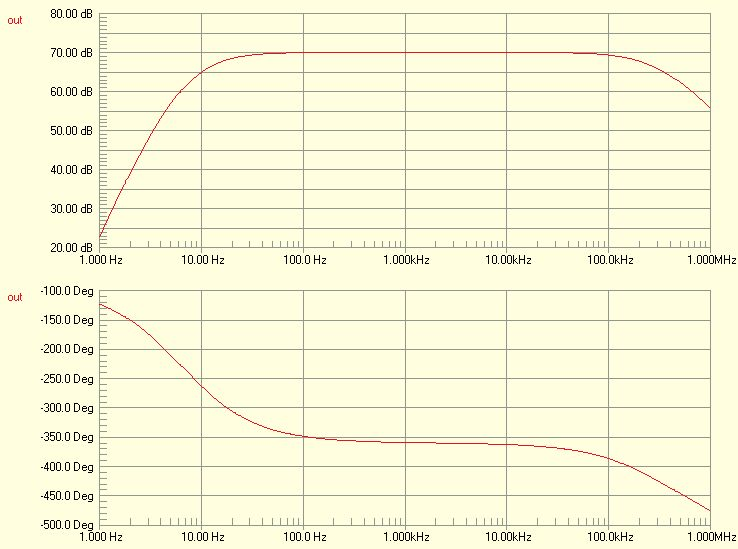 out
80.00 dB
70.00 dB
60.00 dB
50.00 dB
40.00 dB
30.00 dB
20.00 dB
1.000 Hz 10.00 Hz 100.0 Hz 1.000kHz 10.00kHz 100.0kHz 1.000MHz
out
-100.0 Deg
-150.0 Deg
-200.0 Deg
-250.0 Deg
-300.0 Deg
-350.0 Deg
-400.0 Deg
-450.0 Deg
-500.0 Deg
1.000 Hz 10.00 Hz 100.0 Hz 1.000kHz 10.00kHz 100.0kHz 1.000MHz